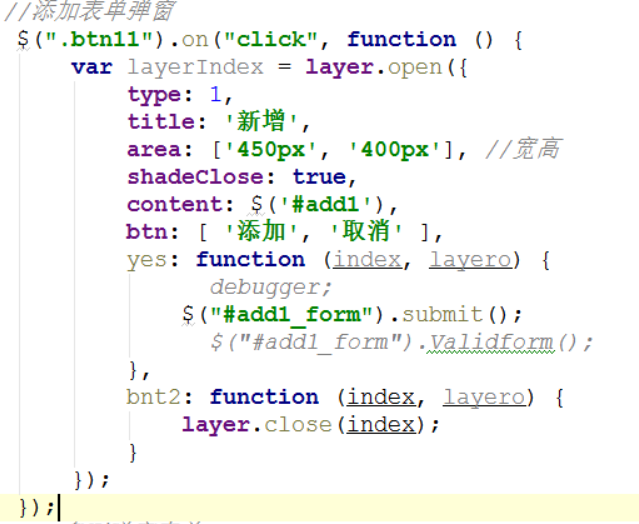 //添加表单弹窗
$(".btn11").on("click", function () {
var layerIndex = layer.open({
type: 1,
title: '新增',
area: ['450px', '400px'], //宽高
shadeClose: true,
content: $('#add1'),
btn: [ '添加', '取消' ],
yes: function (index, layero) {
debugger;
$("#add1_form").submit();
$("#add1_form").Validform();
},
bnt2: function (index, layero) {
layer.close(index);
}
});
});